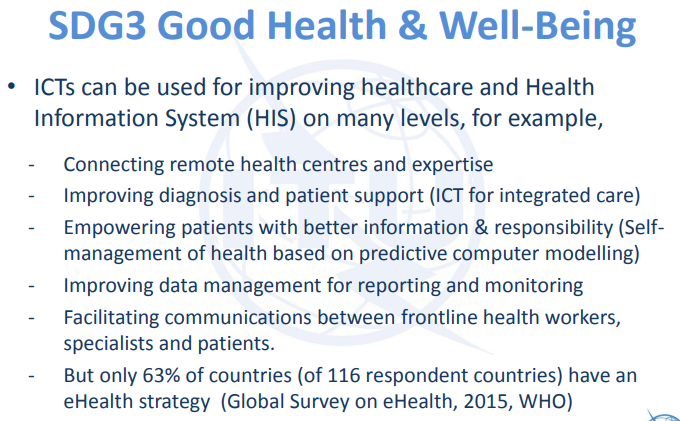 SDG3 Good Health & Well-Being
• ICTs can be used for improving healthcare and Health
Information System (HIS) on many levels, for example,
- Connecting remote health centres and expertise
- Improving diagnosis and patient support (ICT for integrated care)
- Empowering patients with better information & responsibility (Self-
management of health based on predictive computer modelling)
- Improving data management for reporting and monitoring
- Facilitating communications between frontline health workers,
specialists and patients.
- But only 63% of countries (of 116 respondent countries) have an
eHealth strategy (Global Survey on eHealth, 2015, WHO)
ITU